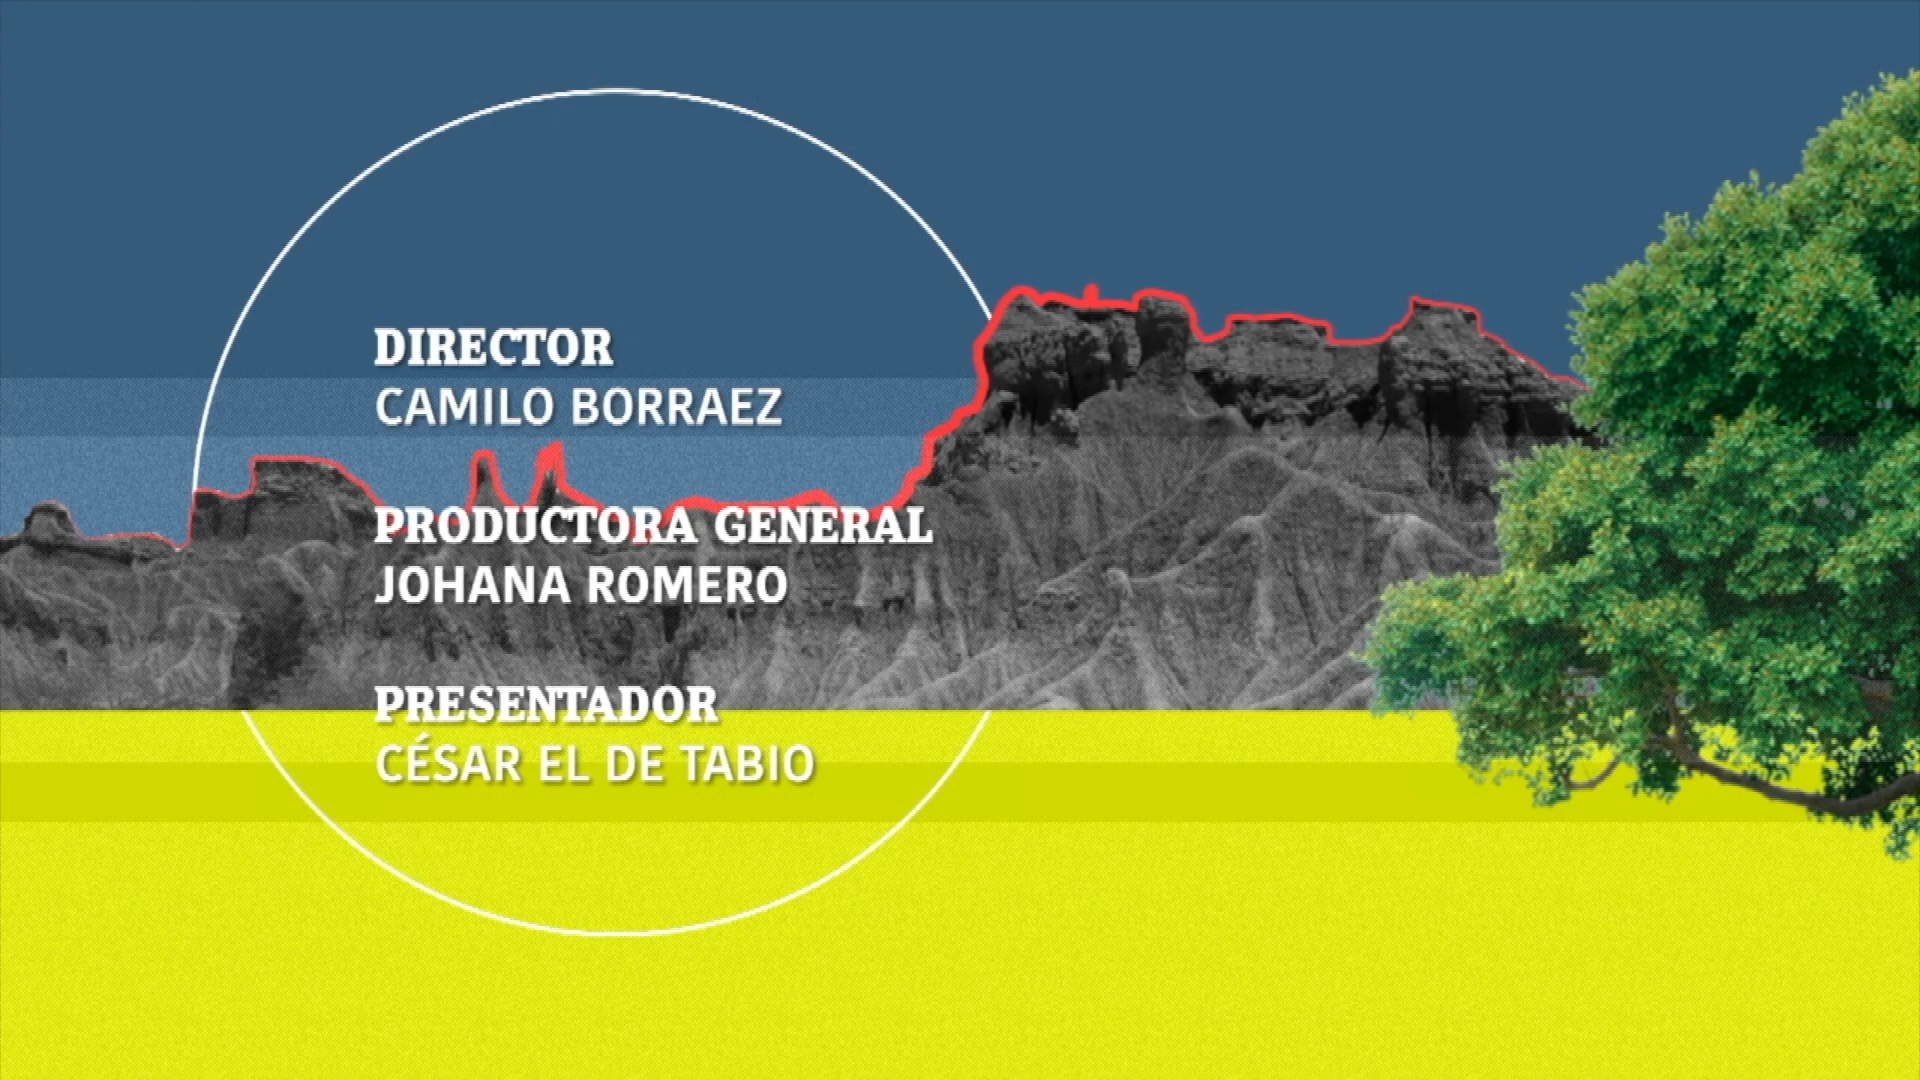 DIRECTOR
CAMILO BORRAEZ
PRODUCTORA GENERAL
JOHANA ROMERO
PRESENTADOR
CÉSAR EL DE TABIO